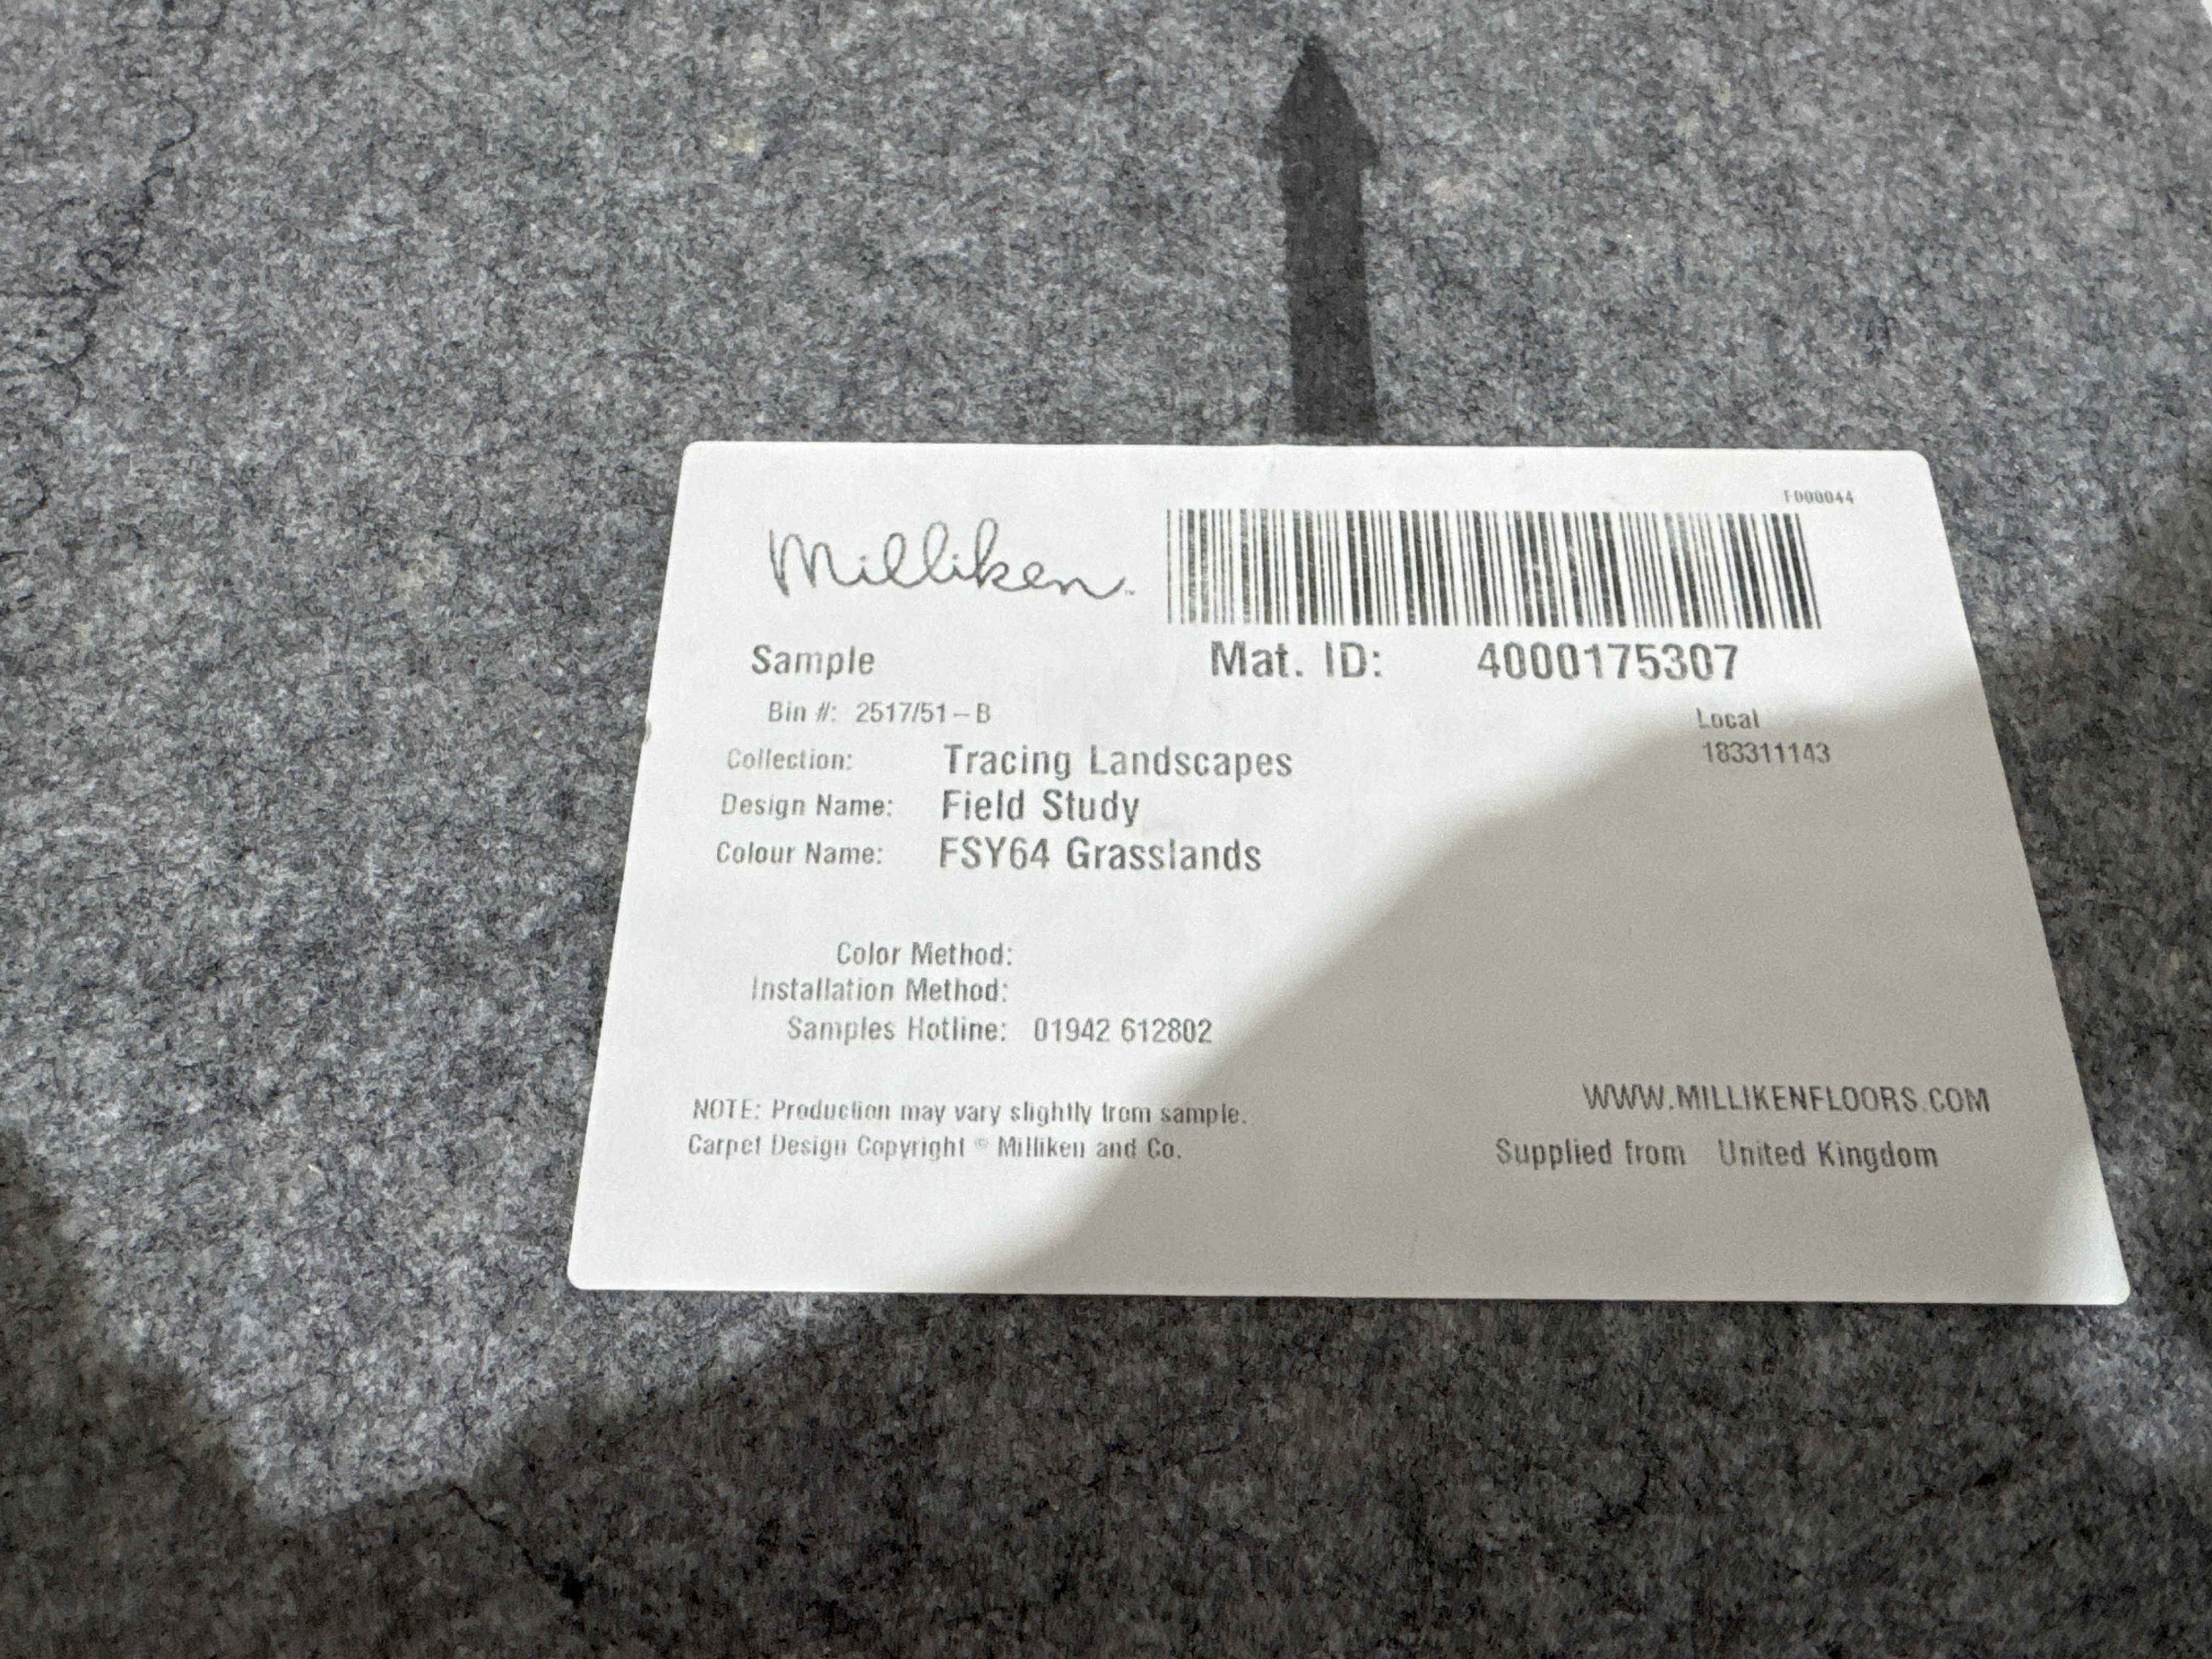 F000044
Milliken™
Sample
Mat. ID: 4000175307
Bin #: 2517/51-B
Local
183311143
Collection: Tracing Landscapes
Design Name: Field Study
Colour Name: FSY64 Grasslands
Color Method:
Installation Method:
Samples Hotline: 01942 612802
NOTE: Production may vary slightly from sample.
Carpet Design Copyright © Milliken and Co.
WWW.MILLIKENFLOORS.COM
Supplied from United Kingdom